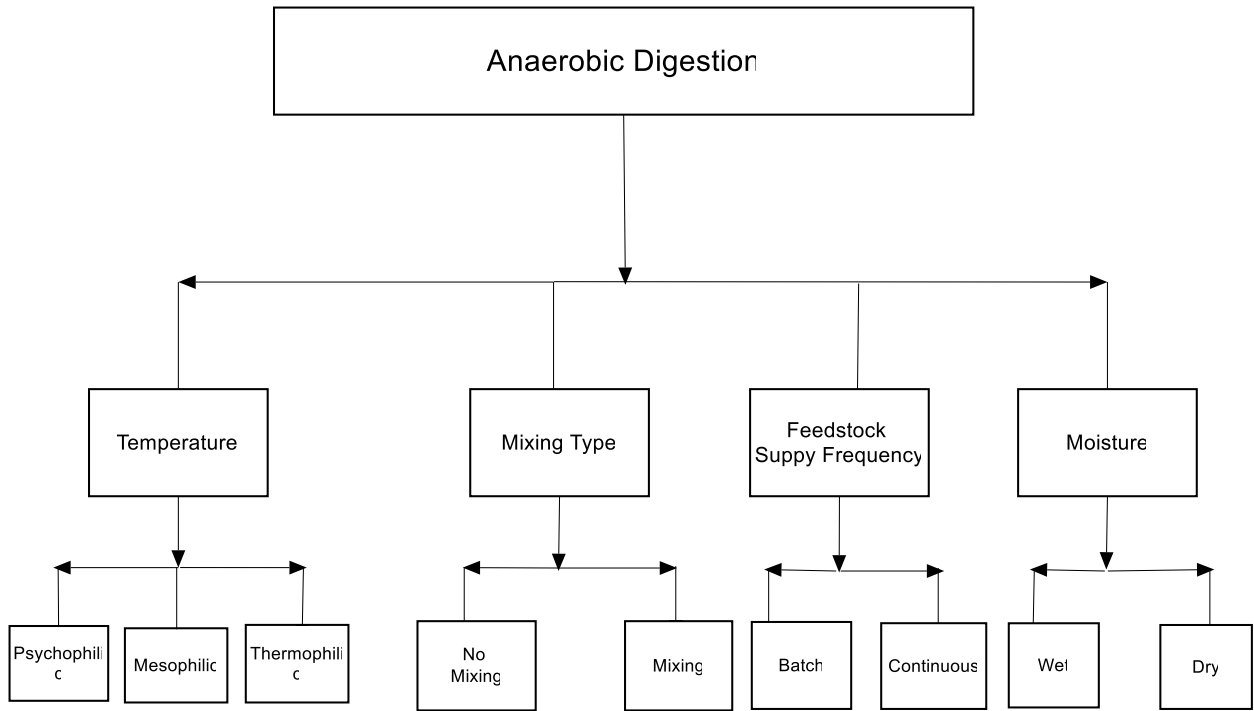 Anaerobic Digestion
Temperature
Mixing Type
Feedstock
Suppy Frequency
Moisture
Psychophili
c
Mesophilic
Thermophili
c
No
Mixing
Mixing
Batch
Continuous
Wet
Dry